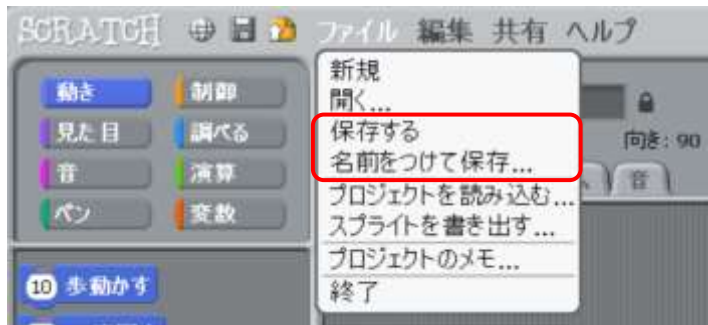 SCRATCH ファイル 編集 共有 ヘルプ
新規
開く...
保存する
名前をつけて保存...
プロジェクトを読み込む...
スプライトを書き出す...
プロジェクトのメモ...
終了
動き 制御
見た目 調べる
音 演算
ペン 変数
10 歩動かす
向き: 90
音